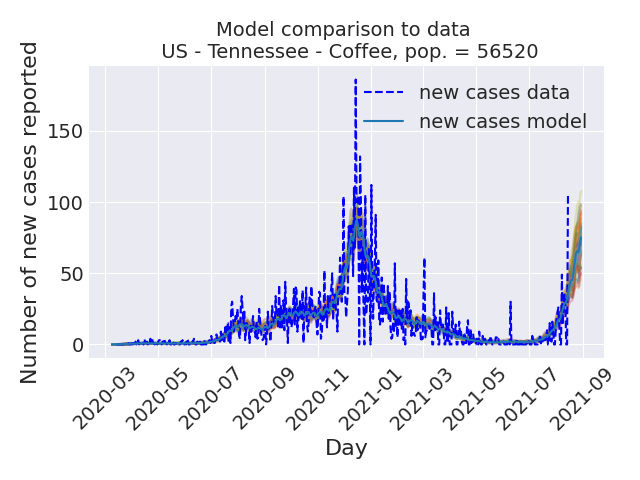 Model comparison to data
US - Tennessee - Coffee, pop. = 56520
new cases data
new cases model
Number of new cases reported
150
100
50
0
2020-03
2020-05
2020-07
2020-09
2020-11
2021-01
2021-03
2021-05
2021-07
2021-09
Day